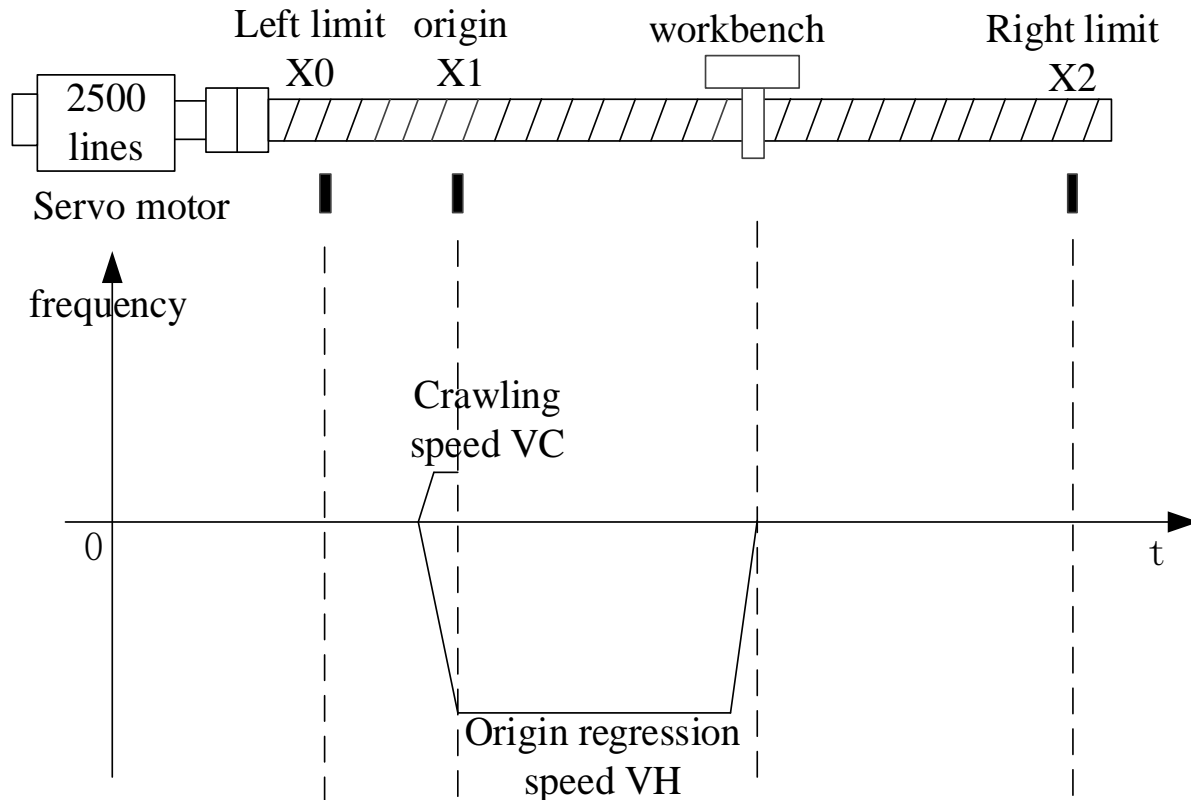 Left limit
X0
origin
X1
workbench
Right limit
X2
2500
lines
Servo motor
frequency
Crawling
speed VC
0
t
Origin regression
speed VH